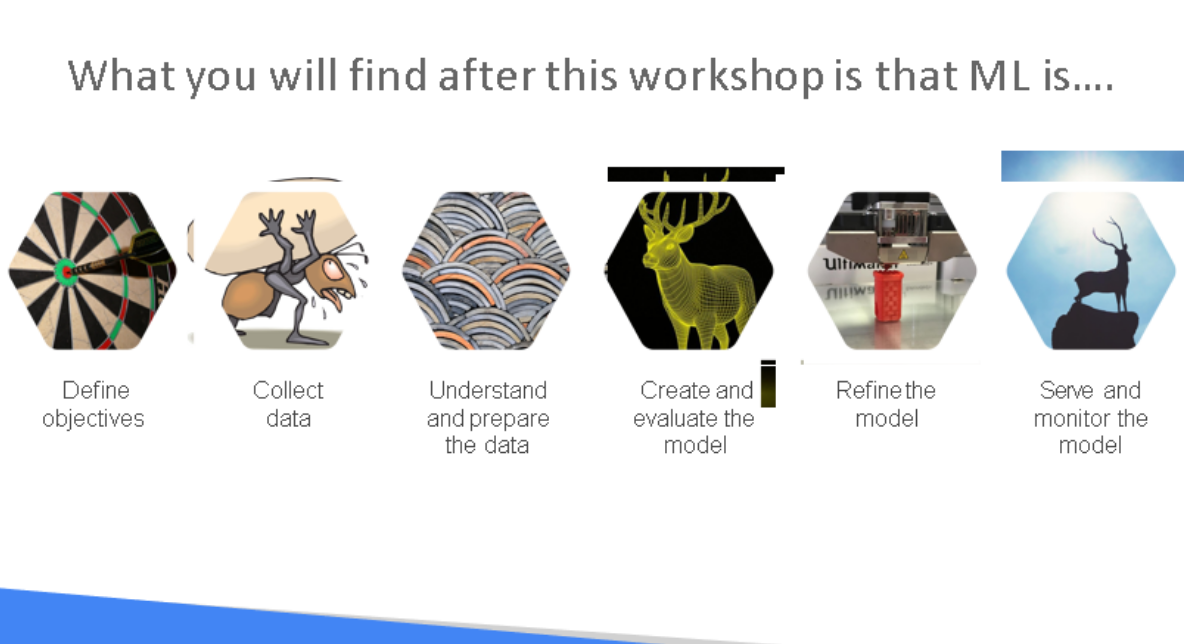 What you will find after this workshop is that ML is....
Define
objectives
Collect
data
Understand
and prepare
the data
Create and
evaluate the
model
Refine the
model
Serve and
monitor the
model